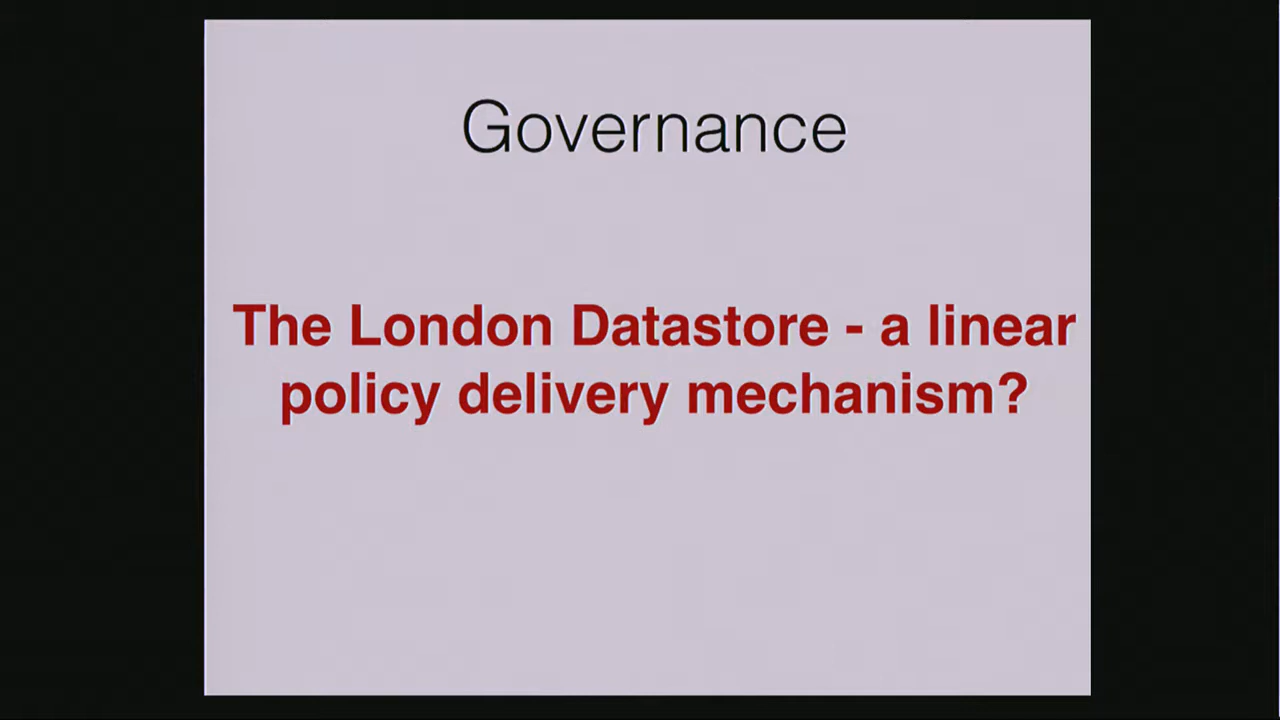 Governance
The London Datastore - a linear
policy delivery mechanism?